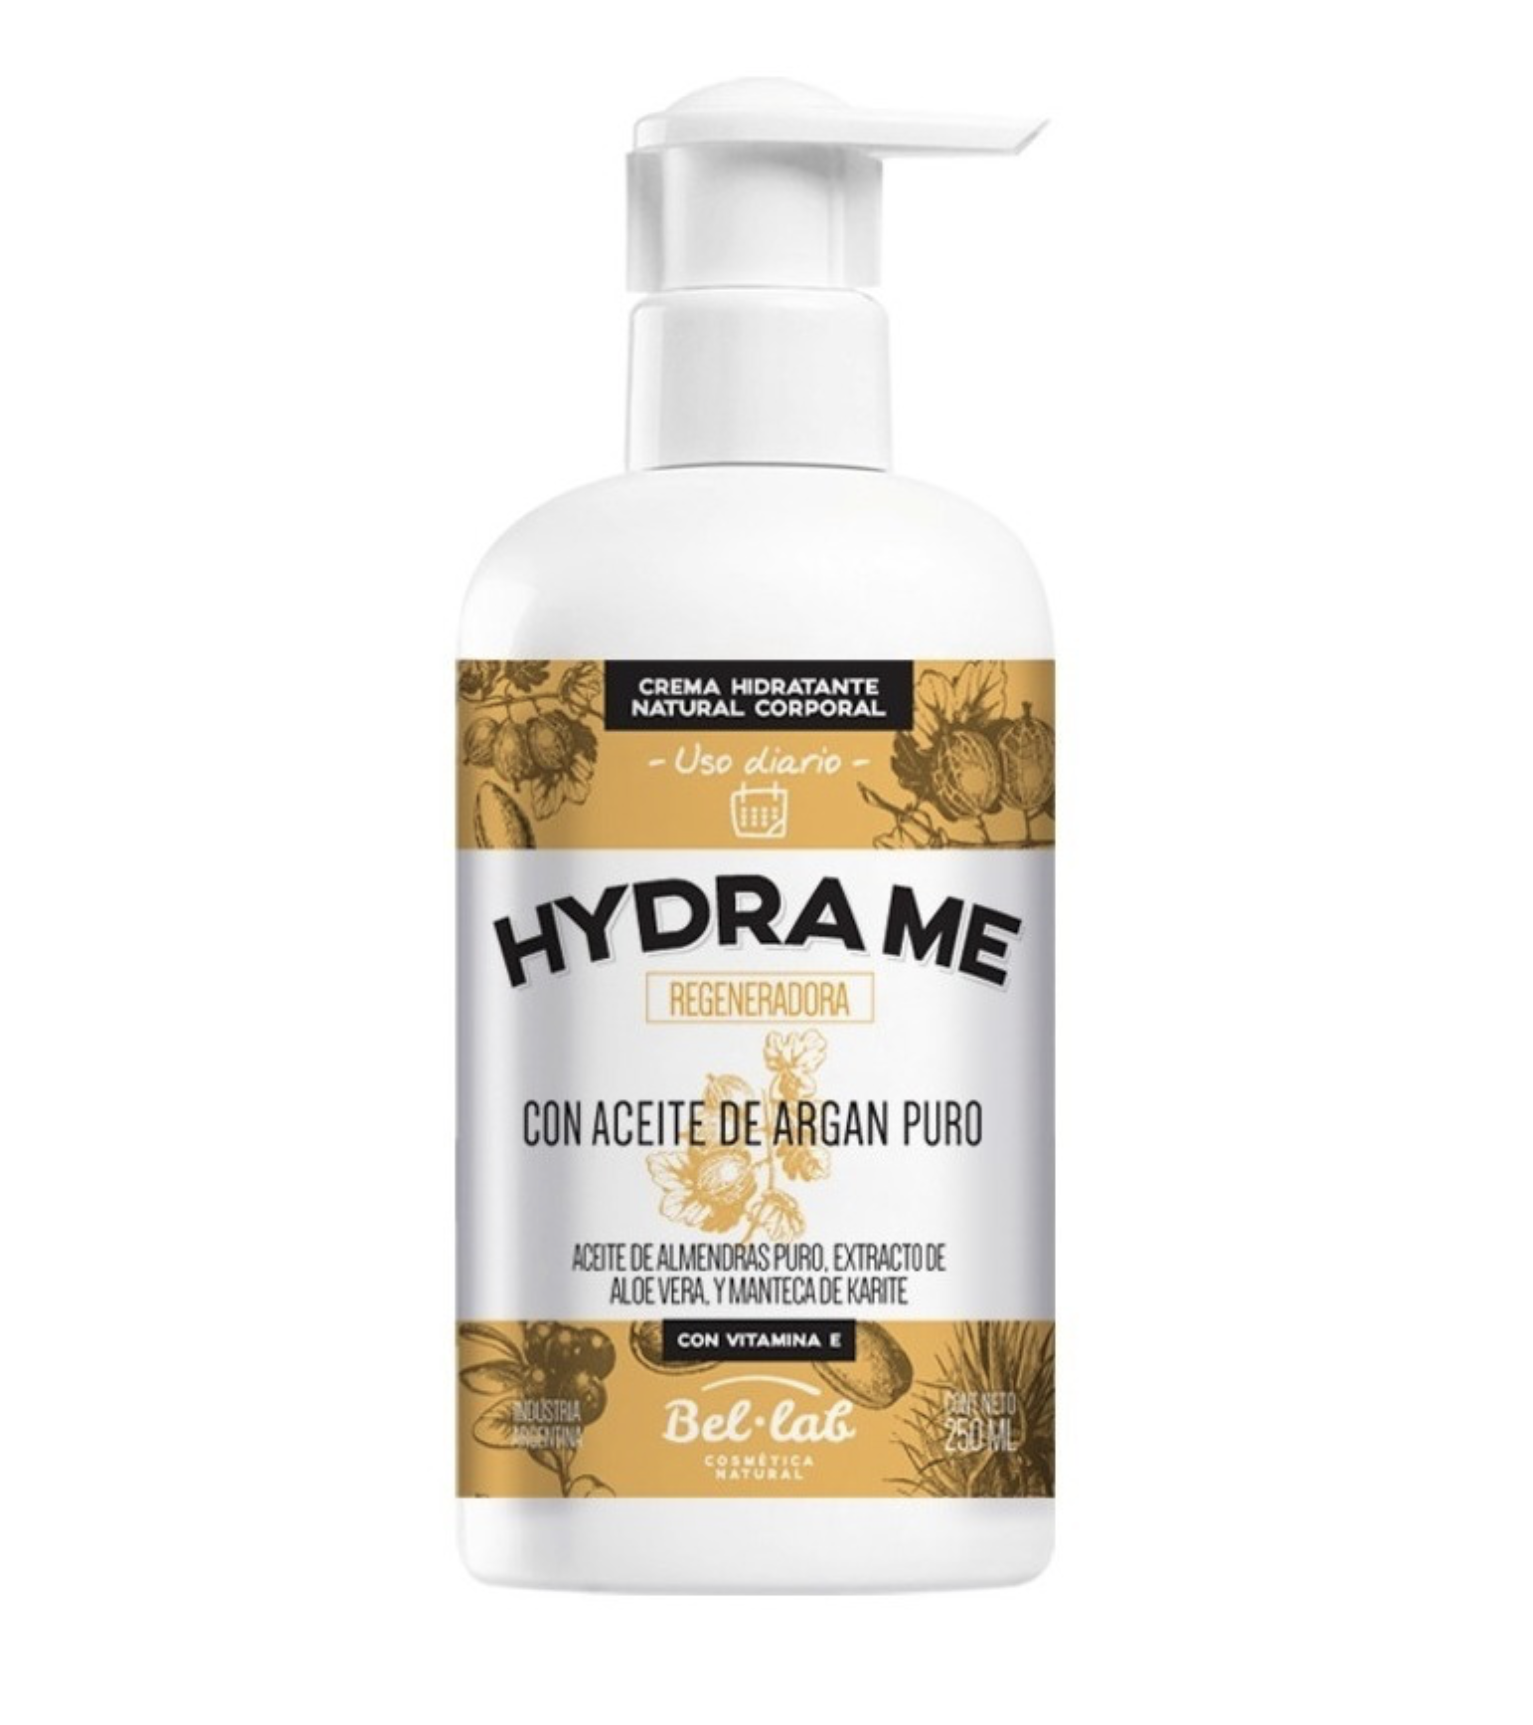 CREMA HIDRATANTE
NATURAL CORPORAL
- Uso diario -
HYDRA ME
REGENERADORA
CON ACEITE DE ARGAN PURO
ACEITE DE ALMENDRAS PURO, EXTRACTO DE
ALOE VERA, Y MANTECA DE KARITE
CON VITAMINA E
Bel·lab
COSMÉTICA
NATURAL
INDUSTRIA
ARGENTINA
CONT. NETO
250 ML